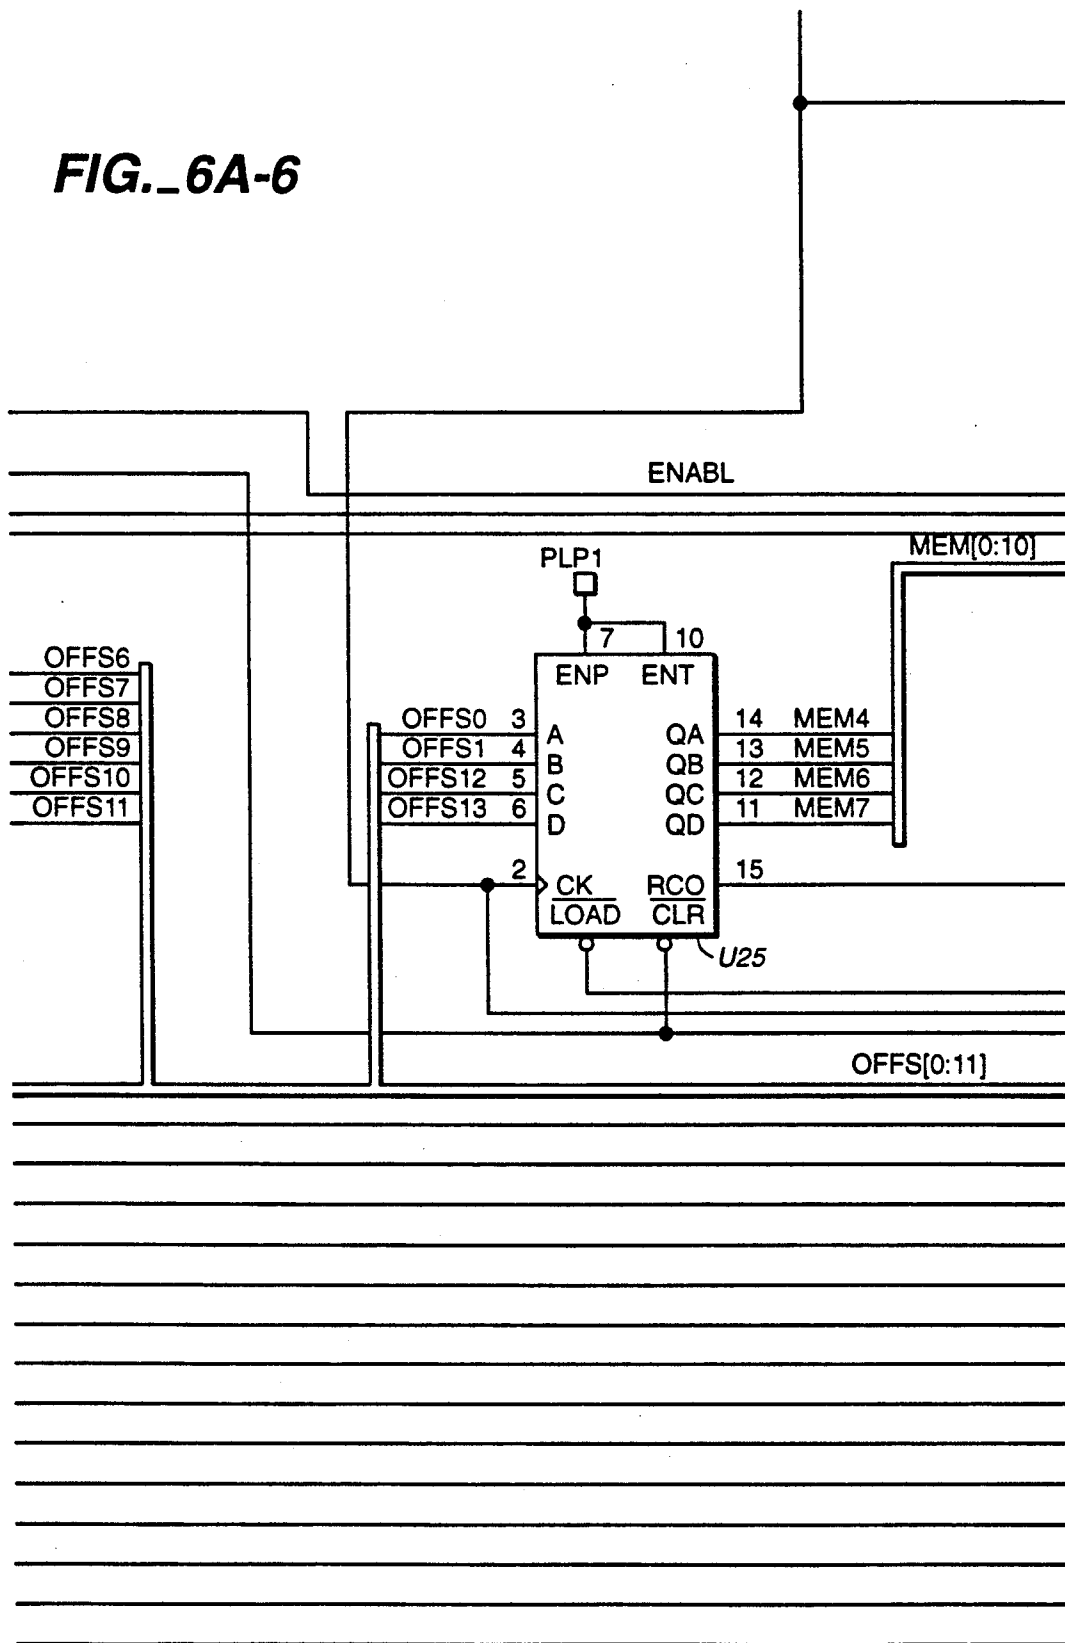 FIG._6A-6
ENABL
MEM[0:10]
PLP1
7 10
ENP ENT
OFFS6
OFFS7
OFFS8
OFFS9
OFFS10
OFFS11
OFFS0 3 A QA 14 MEM4
OFFS1 4 B QB 13 MEM5
OFFS12 5 C QC 12 MEM6
OFFS13 6 D QD 11 MEM7
2 CK RCO 15
LOAD CLR
U25
OFFS[0:11]